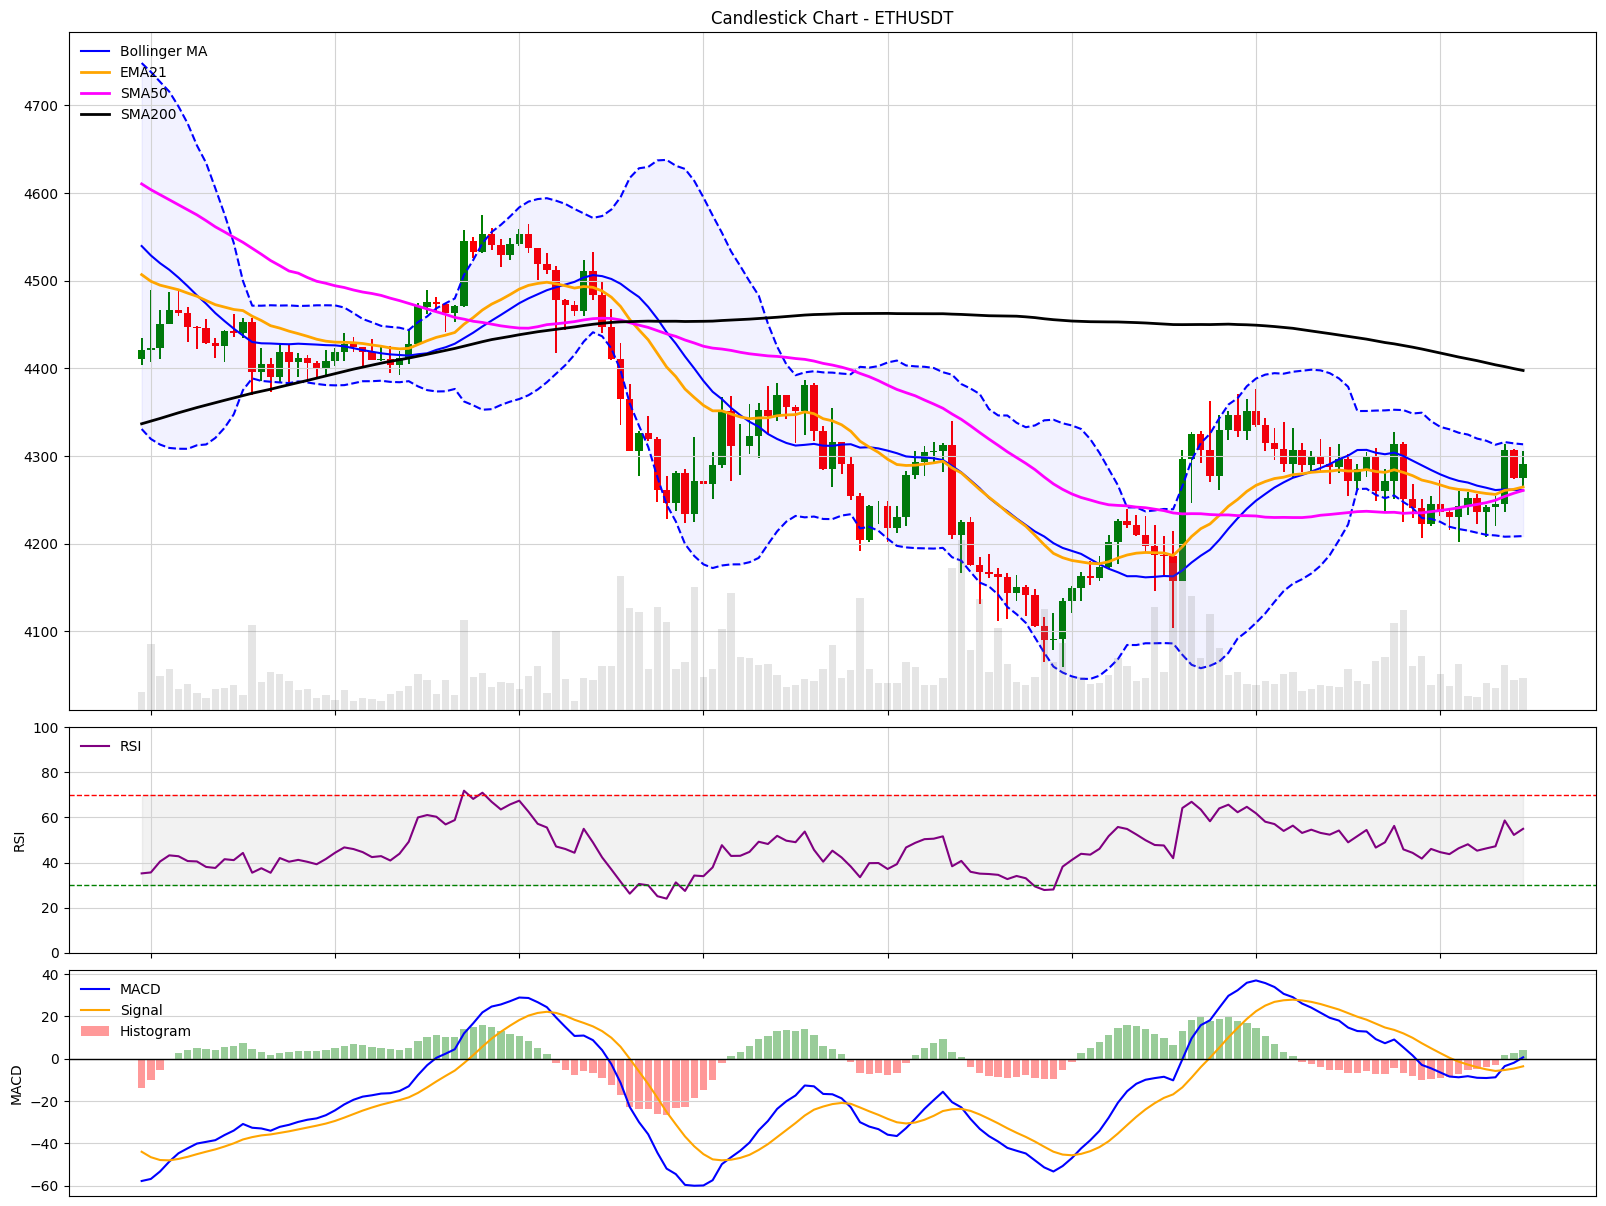 Candlestick Chart - ETHUSDT
Bollinger MA
EMA21
SMA50
SMA200
4700
4600
4500
4400
4300
4200
4100
RSI
100
80
60
40
20
0
RSI
MACD
Signal
Histogram
40
20
0
−20
−40
−60
MACD